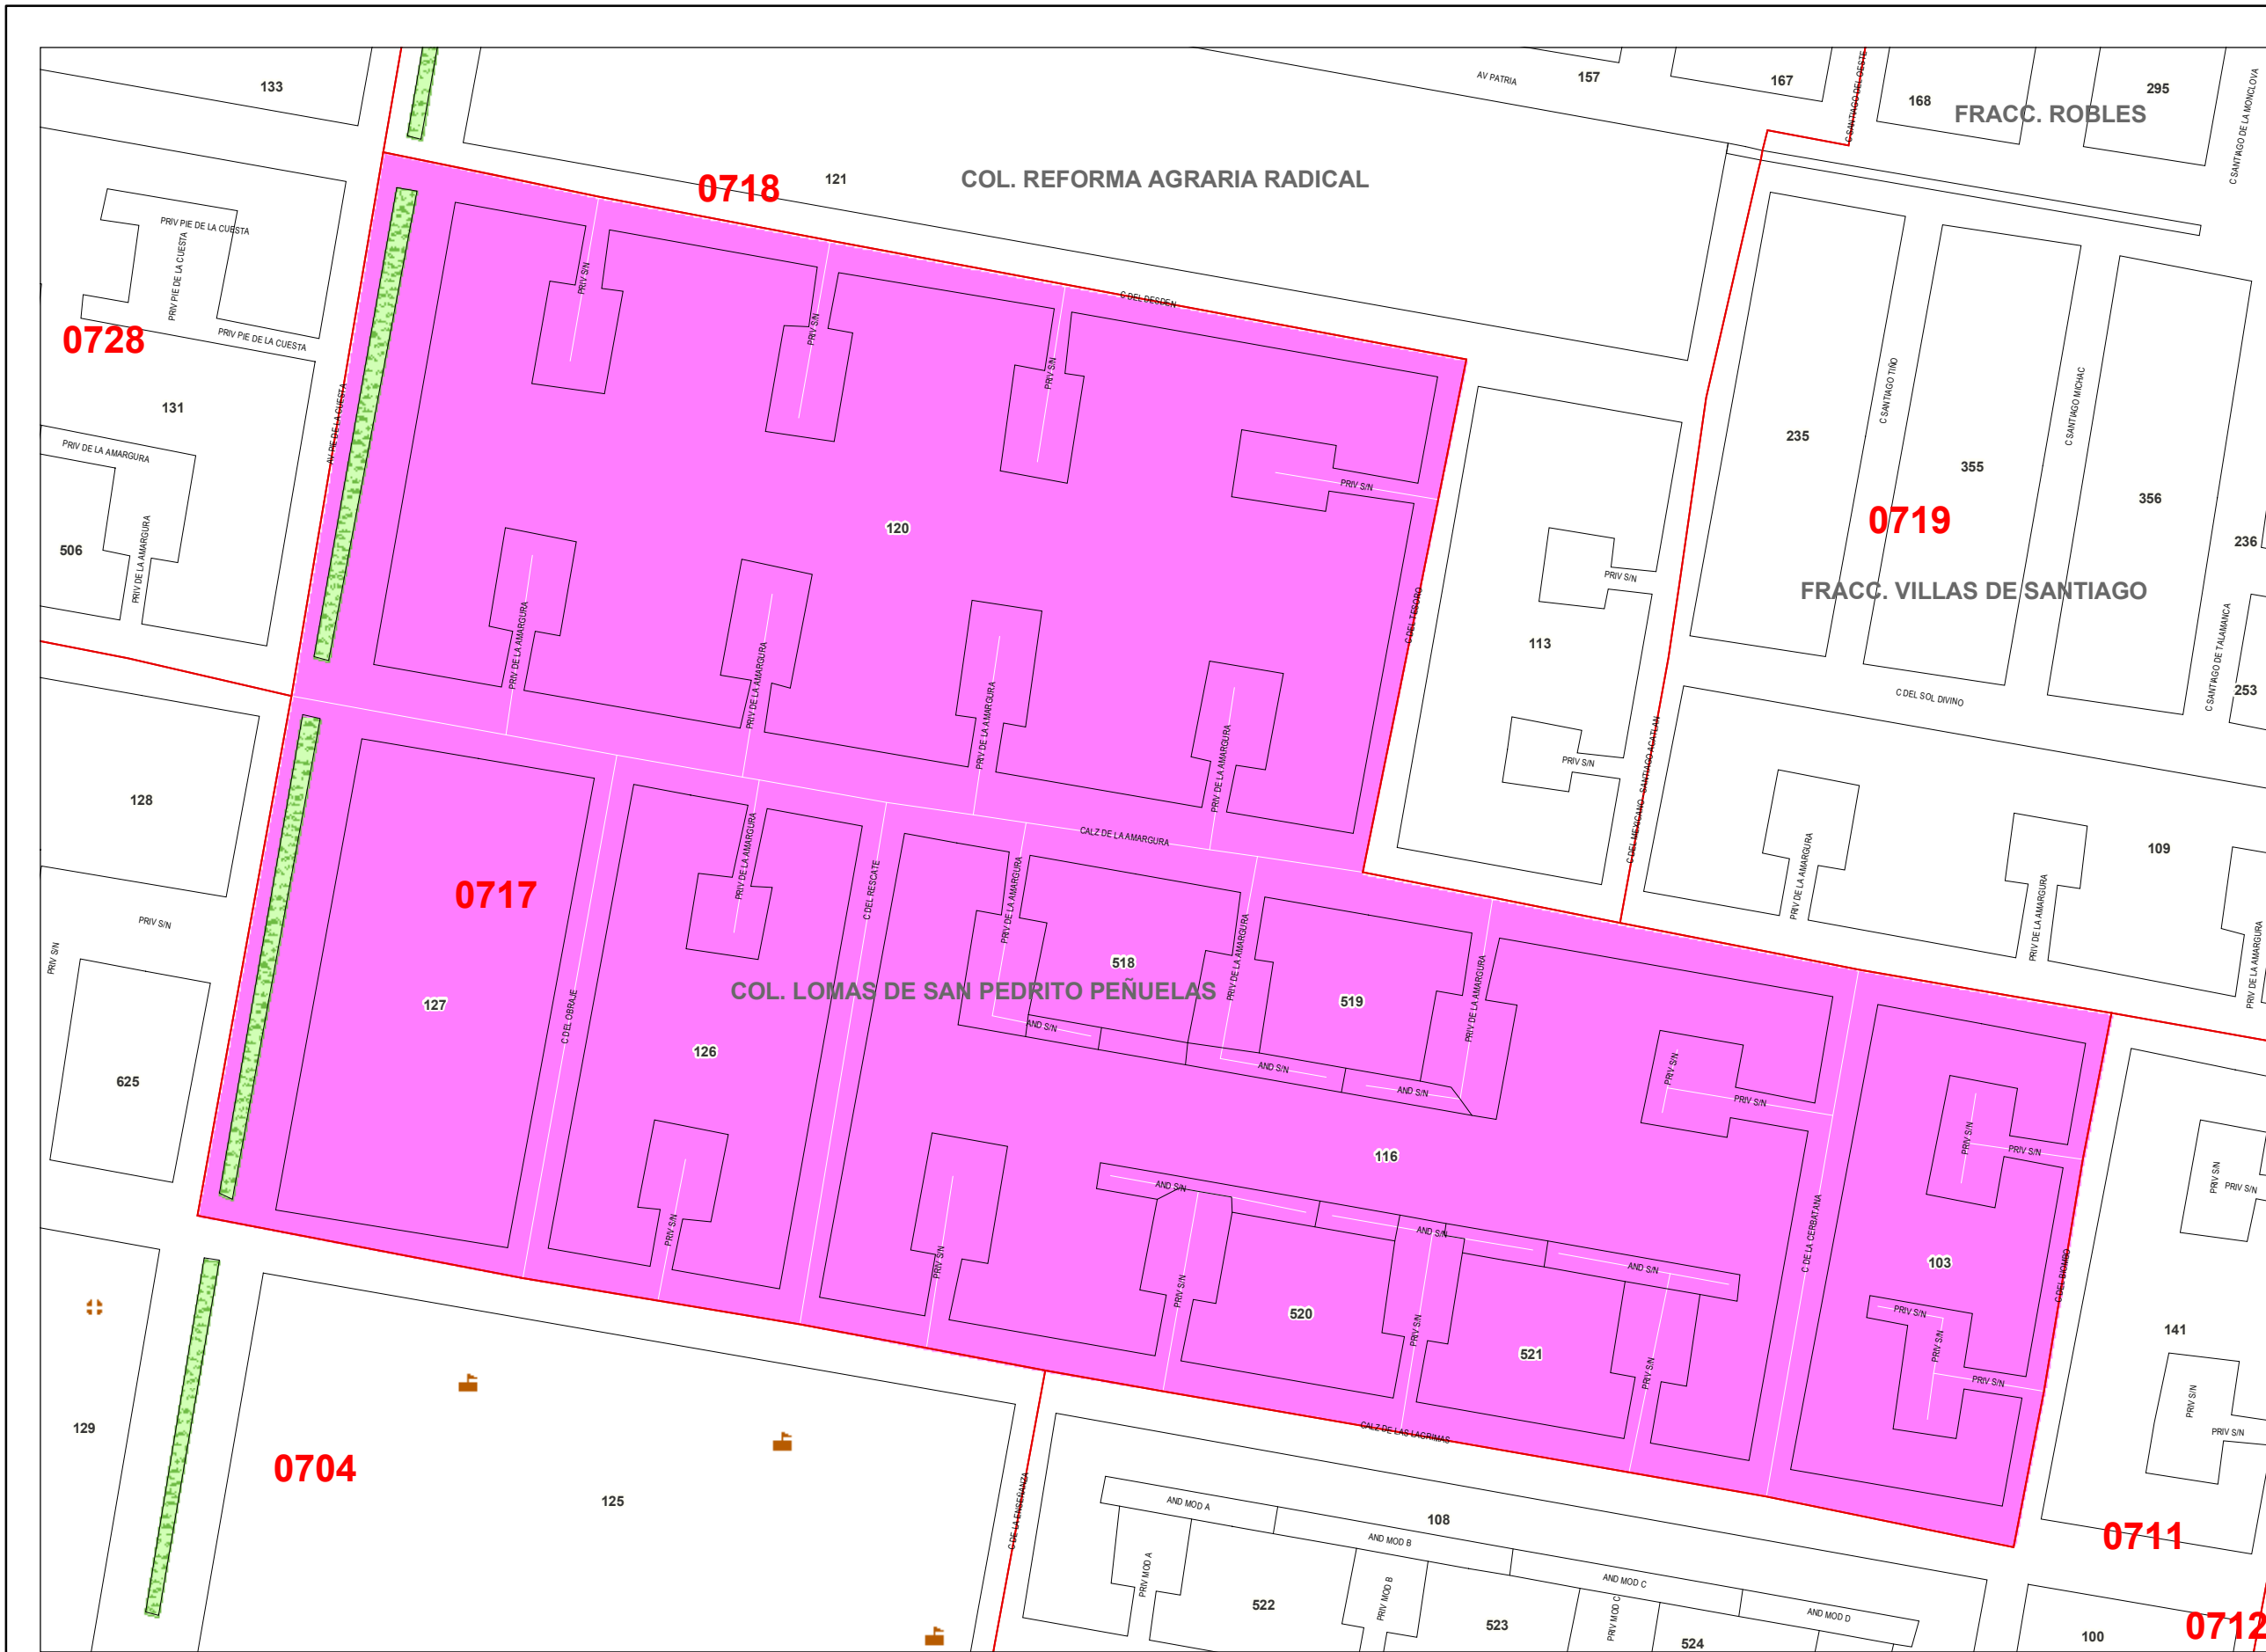 133
AV PATRIA
157
167
C SANTIAGO DEL OESTE
168
FRACC. ROBLES
295
C SANTIAGO DE LA MONCLOVA
0718
121
COL. REFORMA AGRARIA RADICAL
PRIV PIE DE LA CUESTA
PRIV PIE DE LA CUESTA
PRIV PIE DE LA CUESTA
0728
131
AV. PIE DE LA CUESTA
PRIV S/N
PRIV S/N
PRIV S/N
C DEL DESDEN
PRIV S/N
C SANTIAGO TIÑO
C SANTIAGO MICHAC
235
355
356
0719
236
PRIV DE LA AMARGURA
506
PRIV DE LA AMARGURA
120
C DEL TESORO
PRIV S/N
113
FRACC. VILLAS DE SANTIAGO
C SANTIAGO DE TALAMANCA
253
C DEL SOL DIVINO
PRIV DE LA AMARGURA
PRIV DE LA AMARGURA
PRIV DE LA AMARGURA
PRIV DE LA AMARGURA
PRIV S/N
C DEL MEXICANO - SANTIAGO ACATLAN
128
CALZ DE LA AMARGURA
PRIV DE LA AMARGURA
C DEL RESCATE
PRIV DE LA AMARGURA
109
PRIV DE LA AMARGURA
PRIV DE LA AMARGURA
PRIV DE LA AMARGURA
0717
PRIV S/N
PRIV S/N
518
PRIV DE LA AMARGURA
519
PRIV DE LA AMARGURA
COL. LOMAS DE SAN PEDRITO PEÑUELAS
127
C DEL OBRAJE
126
AND S/N
AND S/N
AND S/N
PRIV S/N
PRIV S/N
625
116
PRIV S/N
PRIV S/N
PRIV S/N
PRIV S/N
AND S/N
AND S/N
AND S/N
C DE LA CERBATANA
103
C DEL BIOMBO
PRIV S/N
PRIV S/N
PRIV S/N
520
PRIV S/N
521
PRIV S/N
PRIV S/N
PRIV S/N
PRIV S/N
141
PRIV S/N
PRIV S/N
CALZ DE LAS LAGRIMAS
129
0704
125
C DE LA ENSEÑANZA
AND MOD A
108
AND MOD B
AND MOD C
AND MOD D
PRIV MOD A
PRIV MOD B
PRIV MOD C
522
523
524
0711
0712
100